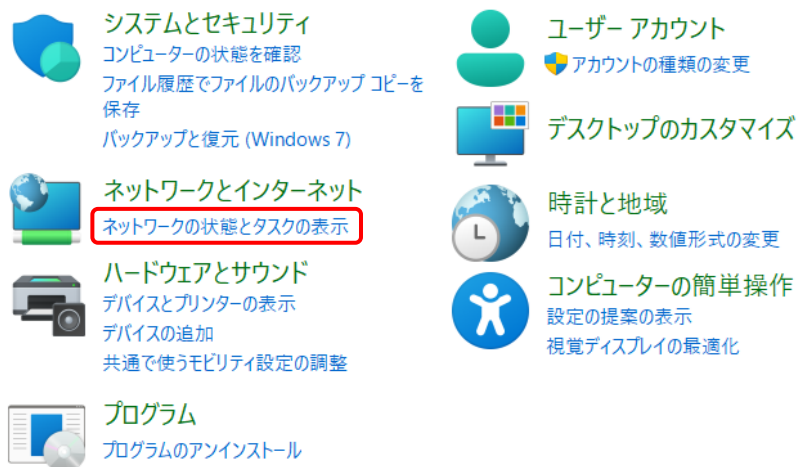 システムとセキュリティ
コンピューターの状態を確認
ファイル履歴でファイルのバックアップ コピーを
保存
バックアップと復元 (Windows 7)
ネットワークとインターネット
ネットワークの状態とタスクの表示
ハードウェアとサウンド
デバイスとプリンターの表示
デバイスの追加
共通で使うモビリティ設定の調整
プログラム
プログラムのアンインストール
ユーザー アカウント
アカウントの種類の変更
デスクトップのカスタマイズ
時計と地域
日付、時刻、数値形式の変更
コンピューターの簡単操作
設定の提案の表示
視覚ディスプレイの最適化